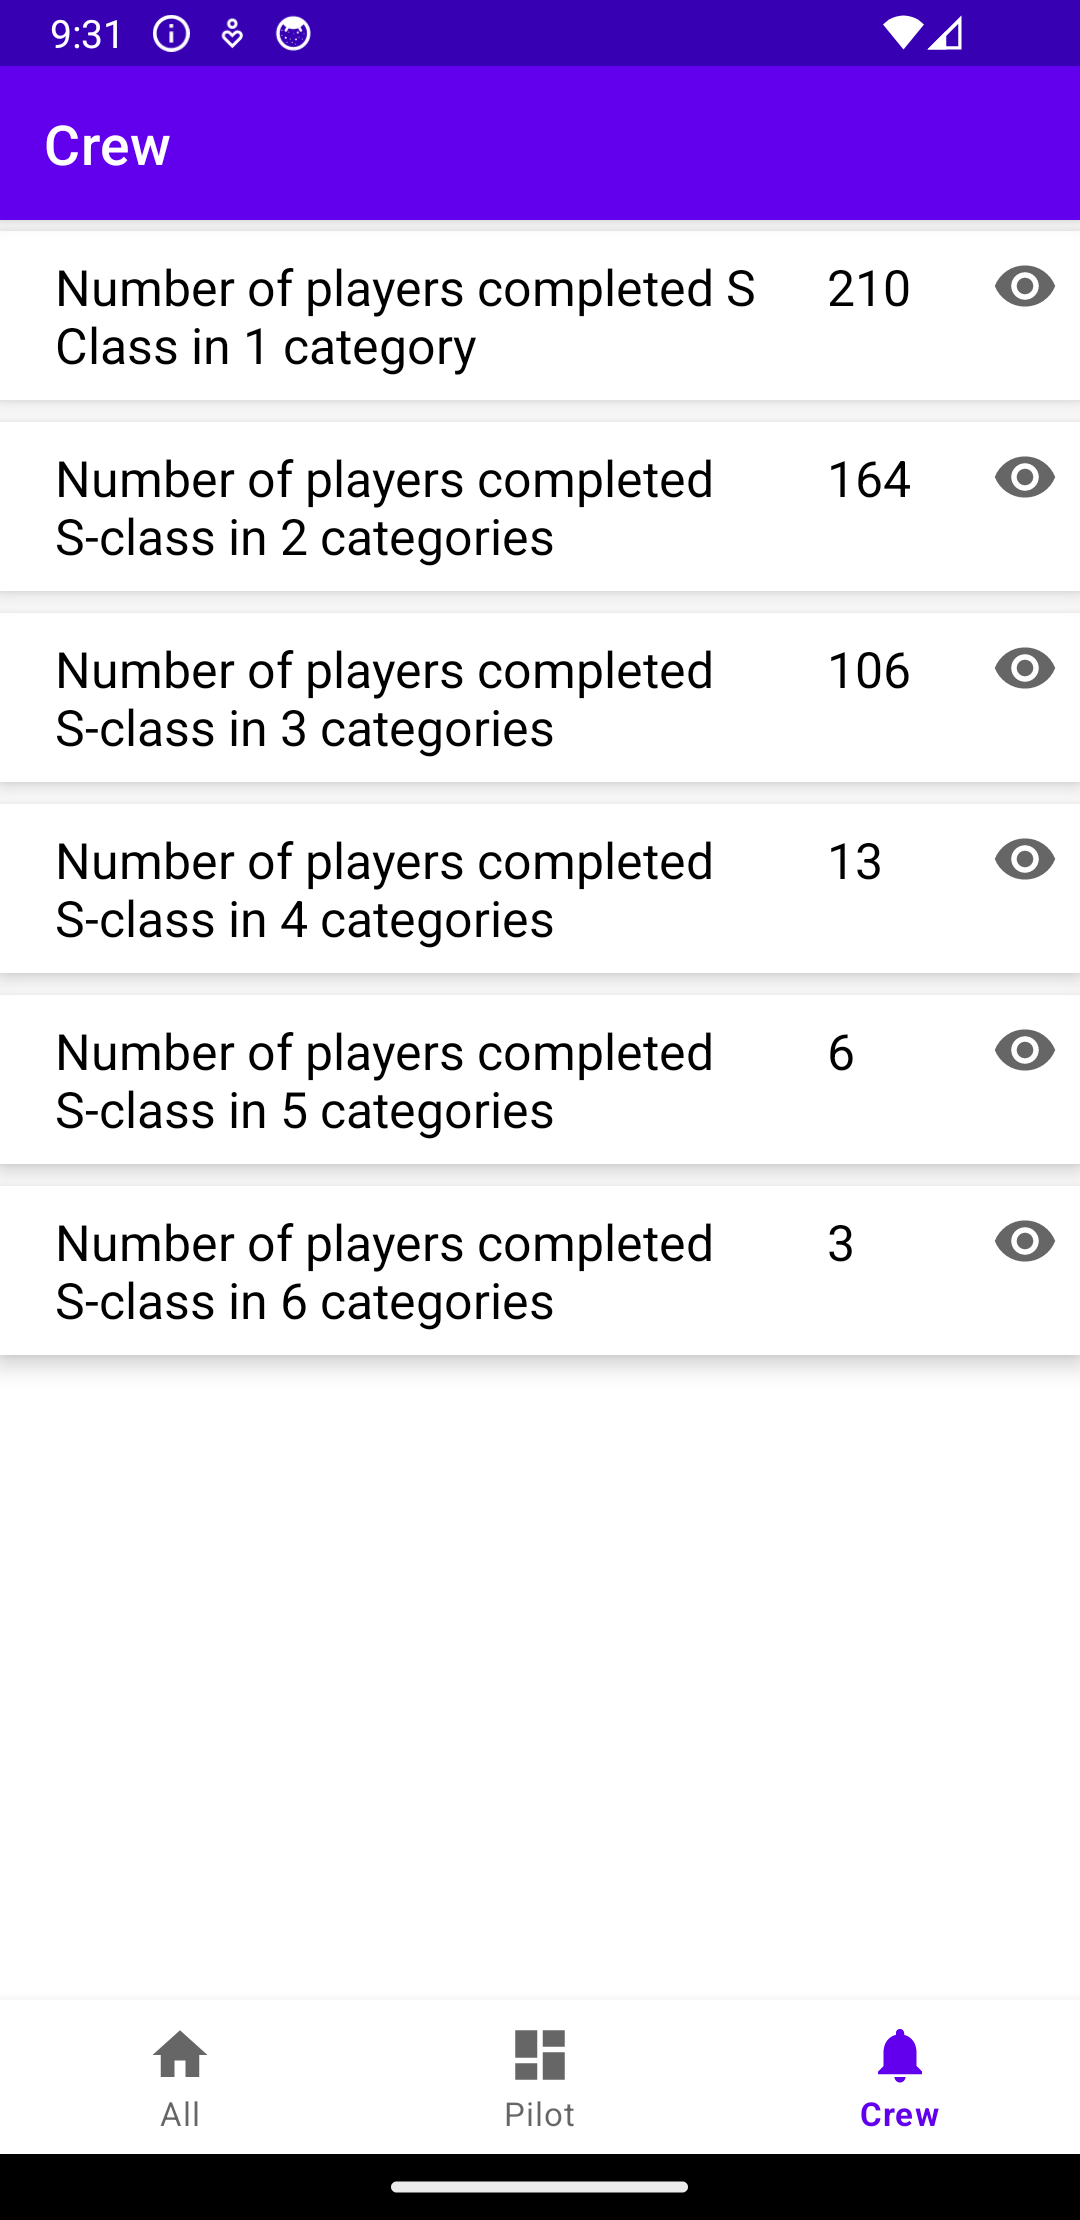 9:31
Crew
Number of players completed S 210
Class in 1 category
Number of players completed 164
S-class in 2 categories
Number of players completed 106
S-class in 3 categories
Number of players completed 13
S-class in 4 categories
Number of players completed 6
S-class in 5 categories
Number of players completed 3
S-class in 6 categories
All Pilot Crew